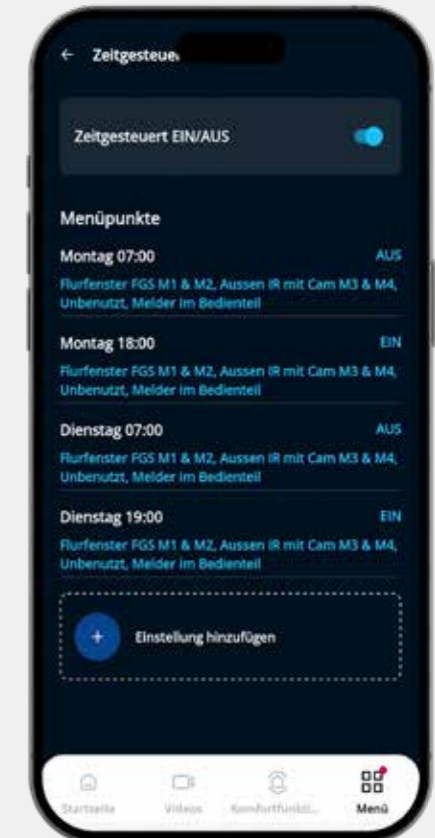 Zeitgesteue
Zeitgesteuert EIN/AUS
Menüpunkte
Montag 07:00 AUS
Flurfenster FGS M1 & M2, Aussen IR mit Cam M3 & M4,
Unbenutzt, Melder im Bedienteil
Montag 18:00 EIN
Flurfenster FGS M1 & M2, Aussen IR mit Cam M3 & M4,
Unbenutzt, Melder im Bedienteil
Dienstag 07:00 AUS
Flurfenster FGS M1 & M2, Aussen IR mit Cam M3 & M4,
Unbenutzt, Melder im Bedienteil
Dienstag 19:00 EIN
Flurfenster FGS M1 & M2, Aussen IR mit Cam M3 & M4,
Unbenutzt, Melder im Bedienteil
+ Einstellung hinzufügen
Startseite Videos Komfortfunkti... Menü